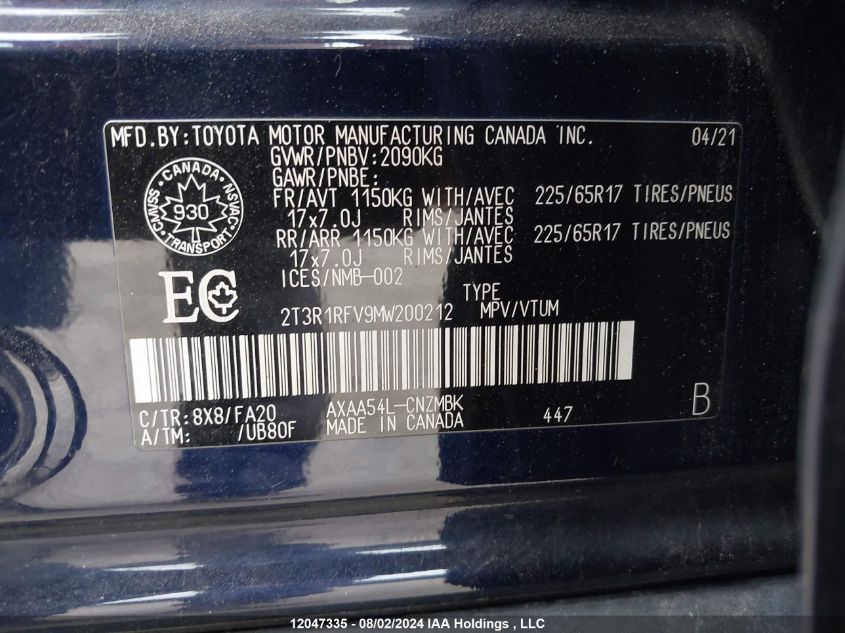 MFD.BY:TOYOTA MOTOR MANUFACTURING CANADA INC. 04/21
GVWR/PNBV:2090KG
GAWR/PNBE:
FR/AVT 1150KG WITH/AVEC 225/65R17 TIRES/PNEUS
17x7.0J RIMS/JANTES
RR/ARR 1150KG WITH/AVEC 225/65R17 TIRES/PNEUS
17x7.0J RIMS/JANTES
ICES/NMB-002
CANADA
CMVSS NSVAC
930
TRANSPORT
EC
TYPE
2T3R1RFV9MW200212 MPV/VTUM
C/TR:8X8/FA20 AXAA54L-CNZMBK 447 B
A/TM: /UB80F MADE IN CANADA
12047335 - 08/02/2024 IAA Holdings , LLC